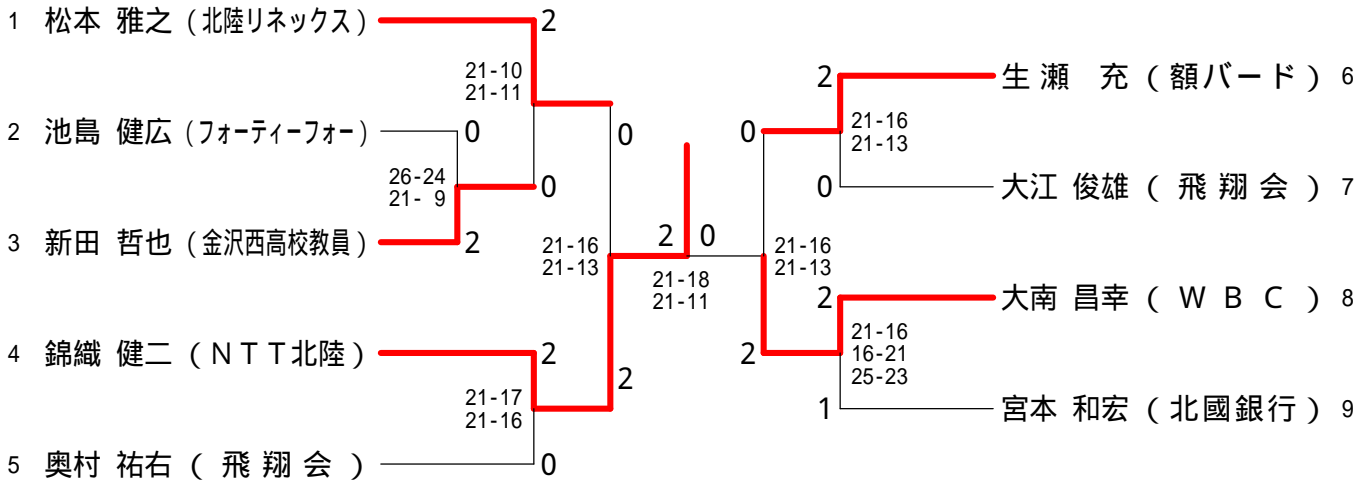 1 松本 雅之 (北陸リネックス) 2
21-10
21-11
2 池島 健広 (フォーティーフォー) 0
0
26-24
21- 9
0
3 新田 哲也 (金沢西高校教員) 2
21-16
21-13
4 錦織 健二 (NTT北陸) 2
2
21-17
21-16
5 奥村 祐右 (飛翔会) 0
2 0
21-18
21-11
2 生瀬 充 (額バード) 6
0
21-16
21-13
0 大江 俊雄 (飛翔会) 7
21-16
21-13
2 大南 昌幸 (WBC) 8
2
21-16
16-21
25-23
1 宮本 和宏 (北國銀行) 9